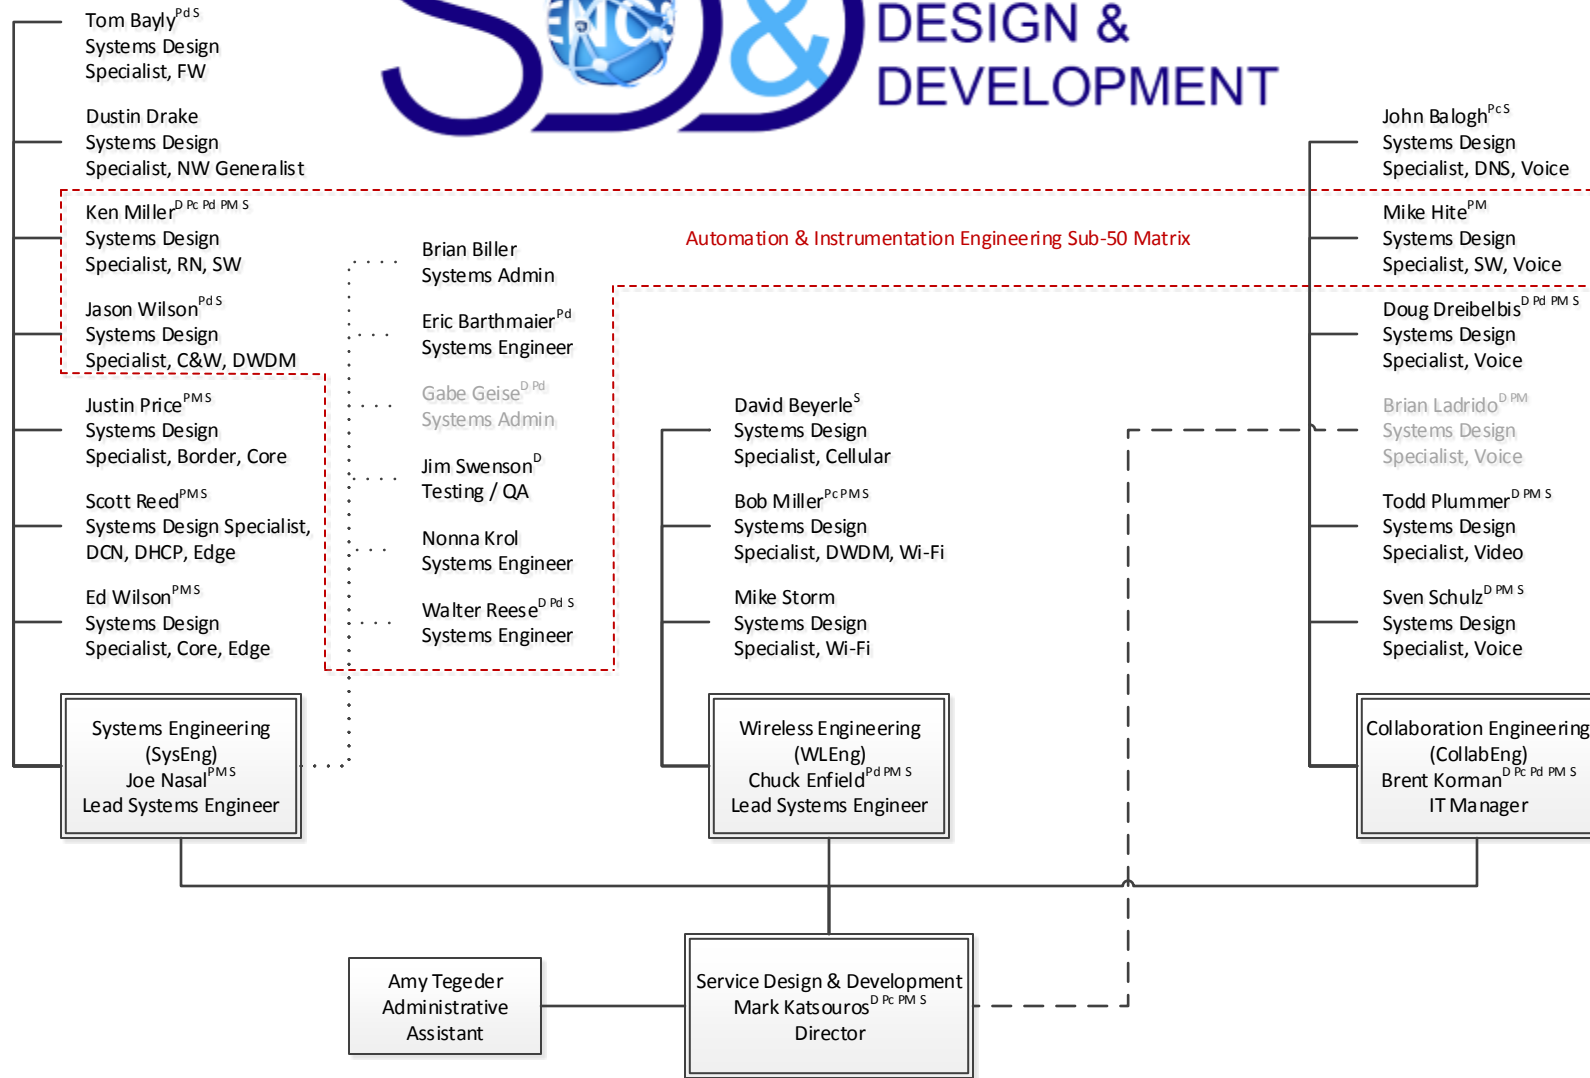 SD&
ENCS
DESIGN &
DEVELOPMENT
Tom Bayly Pd S
Systems Design
Specialist, FW
Dustin Drake
Systems Design
Specialist, NW Generalist
Ken Miller D Pc Pd PM S
Systems Design
Specialist, RN, SW
Jason Wilson Pd S
Systems Design
Specialist, C&W, DWDM
Justin Price PM S
Systems Design
Specialist, Border, Core
Scott Reed PM S
Systems Design Specialist,
DCN, DHCP, Edge
Ed Wilson PM S
Systems Design
Specialist, Core, Edge
Systems Engineering
(SysEng)
Joe Nasal PM S
Lead Systems Engineer
Brian Biller
Systems Admin
Eric Barthmaier Pd
Systems Engineer
Gabe Geise D Pd
Systems Admin
Jim Swenson D
Testing / QA
Nonna Krol
Systems Engineer
Walter Reese D Pd S
Systems Engineer
Automation & Instrumentation Engineering Sub-50 Matrix
David Beyerle S
Systems Design
Specialist, Cellular
Bob Miller Pc PM S
Systems Design
Specialist, DWDM, Wi-Fi
Mike Storm
Systems Design
Specialist, Wi-Fi
Wireless Engineering
(WLEng)
Chuck Enfield Pd PM S
Lead Systems Engineer
John Balogh Pc S
Systems Design
Specialist, DNS, Voice
Mike Hite PM
Systems Design
Specialist, SW, Voice
Doug Dreibelbis D Pd PM S
Systems Design
Specialist, Voice
Brian Ladrido D PM
Systems Design
Specialist, Voice
Todd Plummer D PM S
Systems Design
Specialist, Video
Sven Schulz D PM S
Systems Design
Specialist, Voice
Collaboration Engineering
(CollabEng)
Brent Korman D Pc Pd PM S
IT Manager
Amy Tegeder
Administrative
Assistant
Service Design & Development
Mark Katsouros D Pc PM S
Director